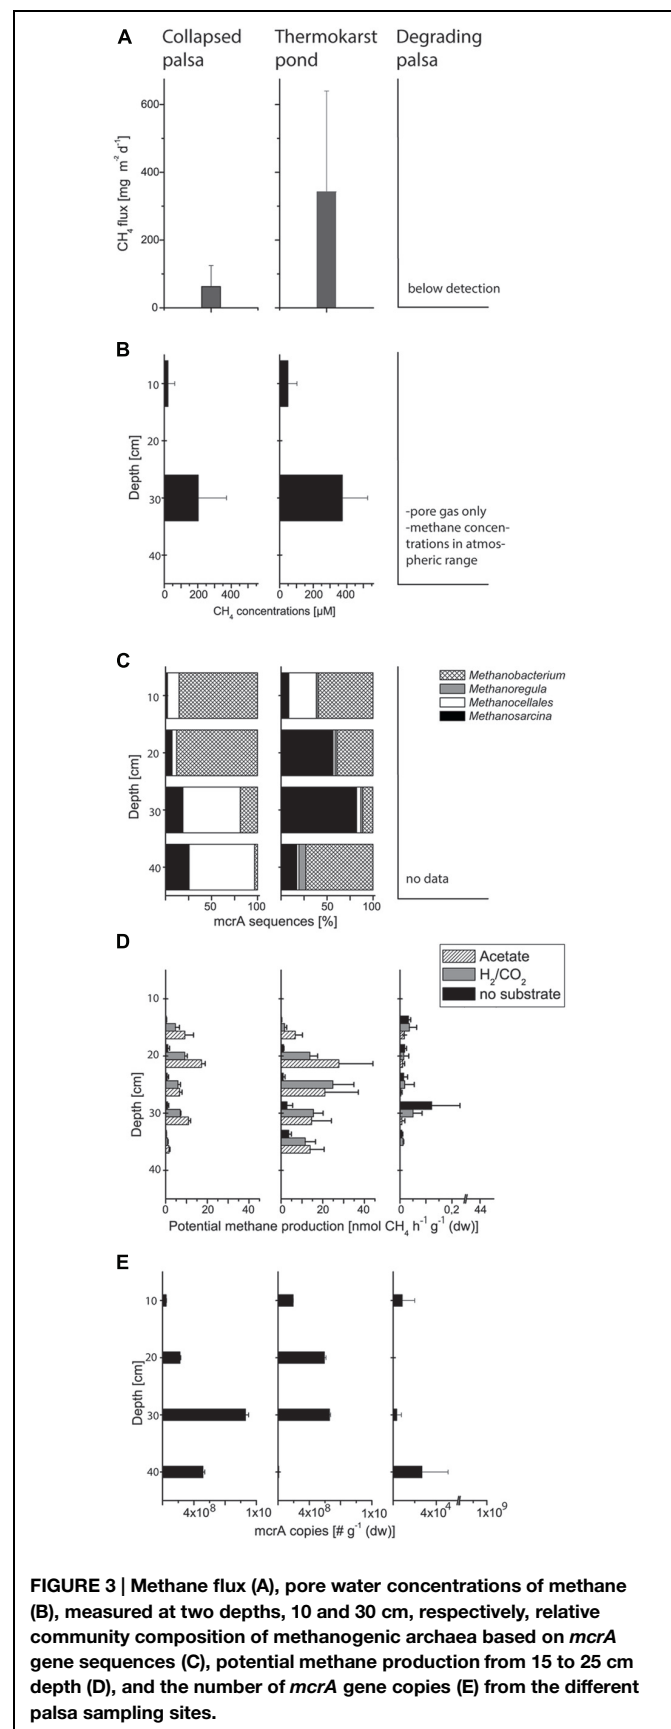 A
Collapsed palsa
Thermokarst pond
Degrading palsa
CH4 flux [mg m-2 d-1]
600
400
200
0
below detection
B
Depth [cm]
10
20
30
40
-pore gas only
-methane concen-
trations in atmos-
pheric range
0 200 400
0 200 400
CH4 concentrations [µM]
C
Depth [cm]
10
20
30
40
Methanobacterium
Methanoregula
Methanocellales
Methanosarcina
no data
50 100
50 100
mcrA sequences [%]
D
Acetate
H2/CO2
no substrate
Depth [cm]
10
20
30
40
0 20 40
0 20 40
0 0,2 44
Potential methane production [nmol CH4 h-1 g-1 (dw)]
E
Depth [cm]
10
20
30
40
4x10^8 1x10
4x10^8 1x10
4x10^4 1x10^9
mcrA copies [# g-1 (dw)]
FIGURE 3 | Methane flux (A), pore water concentrations of methane
(B), measured at two depths, 10 and 30 cm, respectively, relative
community composition of methanogenic archaea based on mcrA
gene sequences (C), potential methane production from 15 to 25 cm
depth (D), and the number of mcrA gene copies (E) from the different
palsa sampling sites.